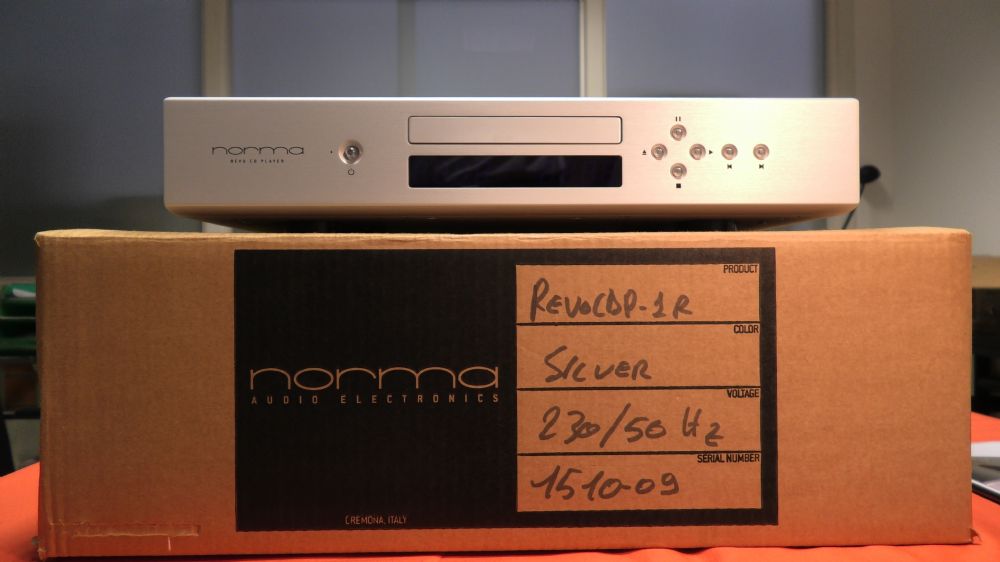 norma
REVO CD PLAYER
norma
AUDIO ELECTRONICS
CREMONA, ITALY
PRODUCT
REVOCDP-1R
COLOR
SILVER
VOLTAGE
230/50 Hz
SERIAL NUMBER
1510-09